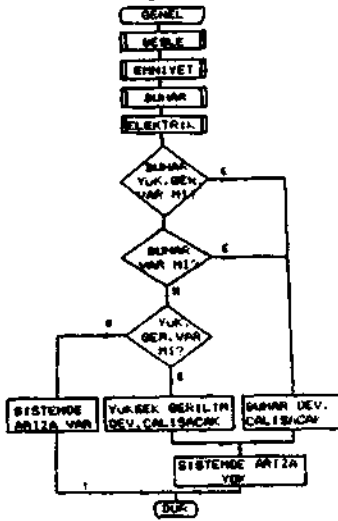 GENEL
BESLE
EMNIYET
BUHAR
ELEKTRIK
BUHAR
YUK.GER.
VAR MI?
E
BUHAR
VAR MI?
E
H
YUK.
GER.VAR
MI?
H
E
SISTEMDE
ARIZA VAR
YUKSEK GERILIM
DEV.CALISACAK
BUHAR DEV.
CALISACAK
SISTEMDE ARIZA
YOK
DUR